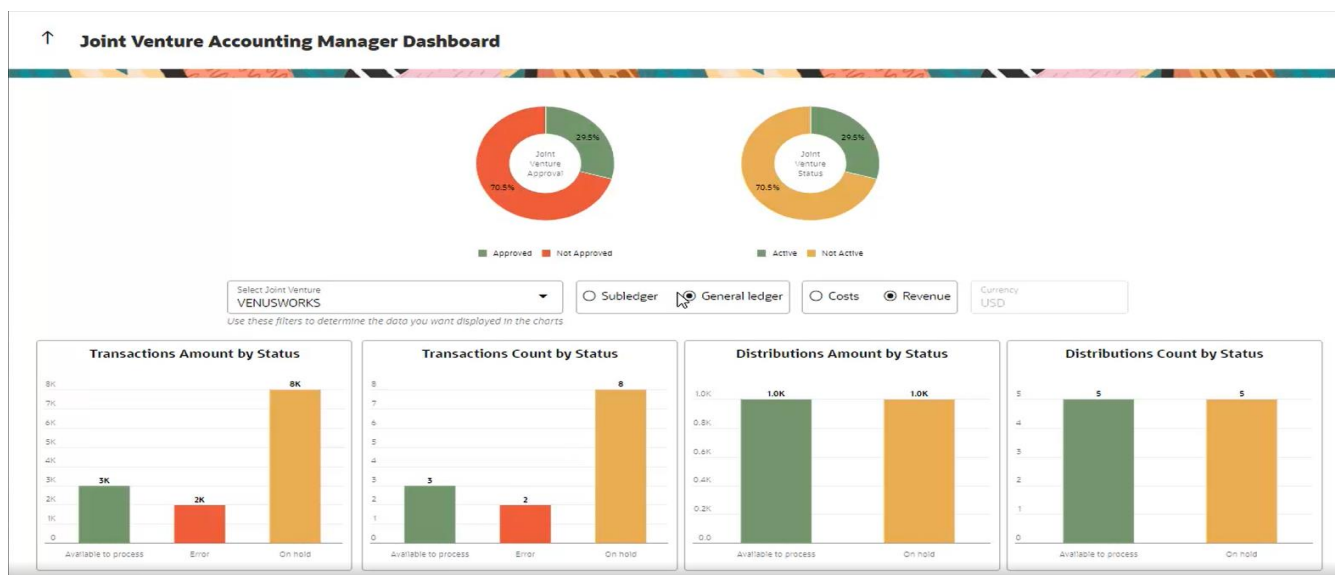 ↑ Joint Venture Accounting Manager Dashboard
29.5%
Joint
Venture
Approval
70.5%
Approved Not Approved
29.5%
Joint
Venture
Status
70.5%
Active Not Active
Select Joint Venture
VENUSWORKS
Subledger General ledger
Costs Revenue
Currency
USD
Use these filters to determine the data you want displayed in the charts
Transactions Amount by Status
8K
7K
6K
5K
4K
3K
2K
1K
0
3K
2K
8K
Available to process Error On hold
Transactions Count by Status
8
7
6
5
4
3
2
1
0
3
2
8
Available to process Error On hold
Distributions Amount by Status
1.0K
0.8K
0.6K
0.4K
0.2K
0.0
1.0K
1.0K
Available to process On hold
Distributions Count by Status
5
4
3
2
1
0
5
5
Available to process On hold